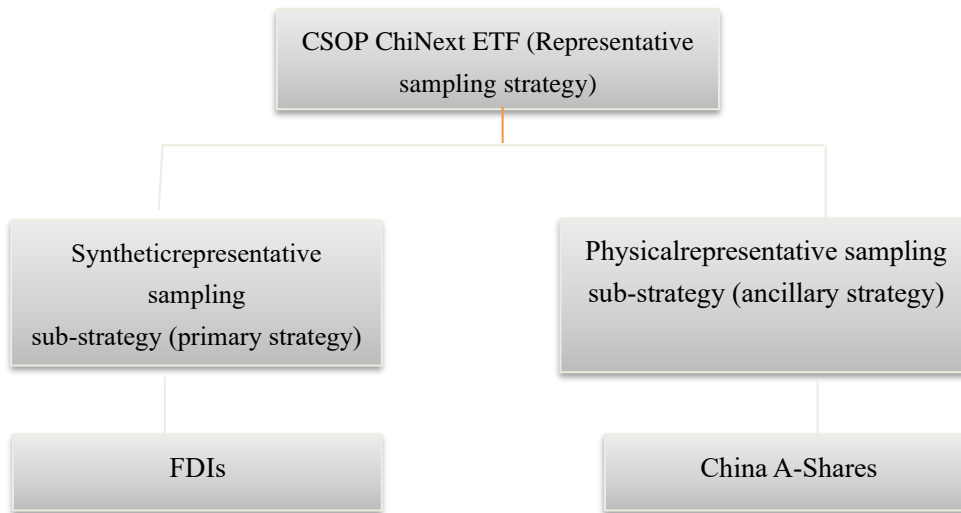 CSOP ChiNext ETF (Representative
sampling strategy)
Syntheticrepresentative
sampling
sub-strategy (primary strategy)
Physicalrepresentative sampling
sub-strategy (ancillary strategy)
FDIs
China A-Shares